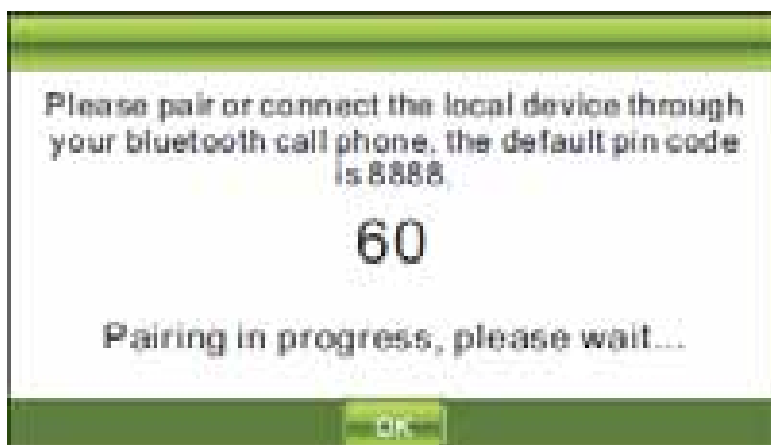 Please pair or connect the local device through
your bluetooth call phone, the default pin code
is 8888.
60
Pairing in progress, please wait...
OK